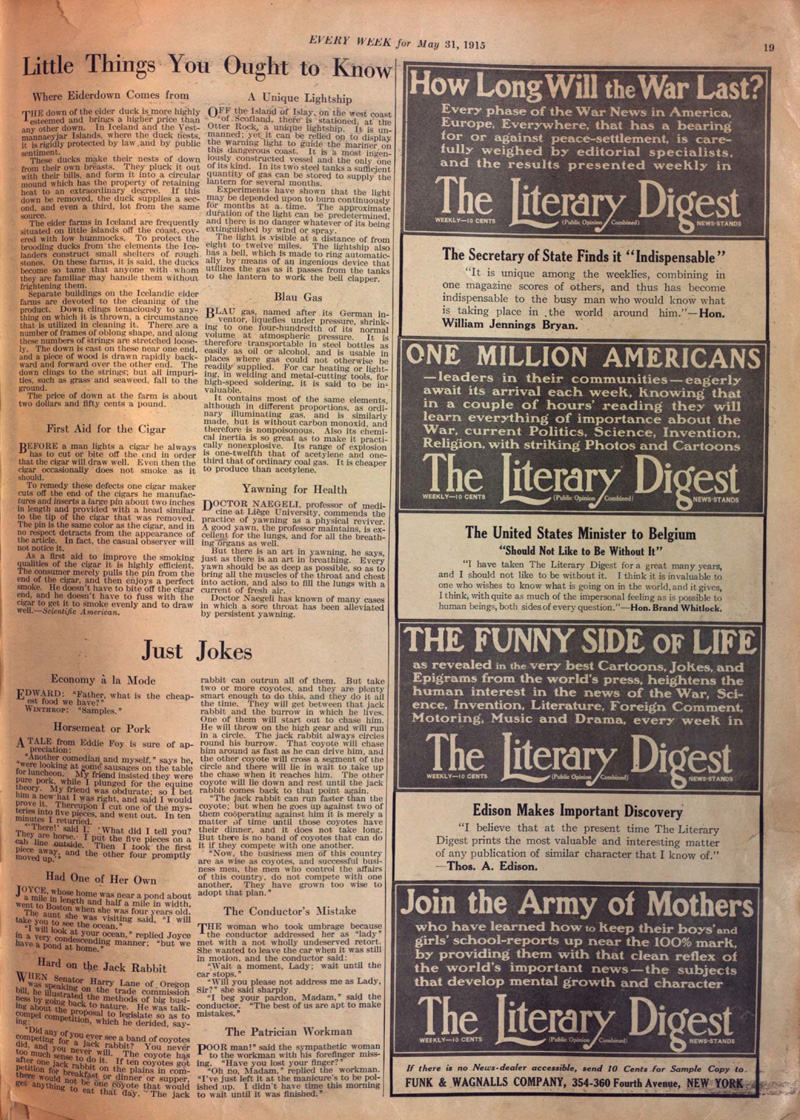 EVERY WEEK for May 31, 1915
19
Little Things You Ought to Know
Where Eiderdown Comes from
THE down of the eider duck is more highly
esteemed and brings a higher price than
any other down. In Iceland and the Vest-
mannaeyjar Islands, where the duck nests,
it is rigidly protected by law and by public
sentiment.
These ducks make their nests of down
from their own breasts. They pluck it out
with their bills, and form it into a circular
mound which has the property of retaining
heat to an extraordinary degree. If this
down be removed, the duck supplies a sec-
ond, and even a third, lot from the same
source.
The eider farms in Iceland are frequently
situated on little islands off the coast, cov-
ered with low hummocks. To protect the
brooding ducks from the elements the Ice-
landers construct small shelters of rough
stones. On these farms, it is said, the ducks
become so tame that anyone with whom
they are familiar may handle them without
frightening them.
Separate buildings on the Icelandic eider
farms are devoted to the cleaning of the
product. Down clings tenaciously to any-
thing on which it is thrown, a circumstance
that is utilized in cleaning it. There are a
number of frames of oblong shape, and along
these numbers of strings are stretched loose-
ly. The down is cast on these near one end,
and a piece of wood is drawn rapidly back-
ward and forward over the other end. The
down clings to the strings; but all impuri-
ties, such as grass and seaweed, fall to the
ground.
The price of down at the farm is about
two dollars and fifty cents a pound.
First Aid for the Cigar
BEFORE a man lights a cigar he always
has to cut or bite off the end in order
that the cigar will draw well. Even then the
cigar occasionally does not smoke as it
should.
To remedy these defects one cigar maker
cuts off the end of the cigars he manufac-
tures and inserts a large pin about two inches
in length and provided with a head similar
to the tip of the cigar that was removed.
The pin is the same color as the cigar, and in
no respect detracts from the appearance of
the article. In fact, the casual observer will
not notice it.
As a first aid to improve the smoking
qualities of the cigar it is highly efficient.
The consumer merely pulls the pin from the
end of the cigar, and then enjoys a perfect
smoke. He doesn't have to bite off the cigar
end, and he doesn't have to fuss with the
cigar to get it to smoke evenly and to draw
well.—Scientific American.
A Unique Lightship
OFF the Island of Islay, on the west coast
of Scotland, there is stationed, at the
Otter Rock, a unique lightship. It is un-
manned; yet it can be relied on to display
the warning light to guide the mariner on
this dangerous coast. It is a most ingen-
iously constructed vessel and the only one
of its kind. In its two steel tanks a sufficient
quantity of gas can be stored to supply the
lantern for several months.
Experiments have shown that the light
may be depended upon to burn continuously
for months at a time. The approximate
duration of the light can be predetermined,
and there is no danger whatever of its being
extinguished by wind or spray.
The light is visible at a distance of from
eight to twelve miles. The lightship also
has a bell, which is made to ring automatic-
ally by means of an ingenious device that
utilizes the gas as it passes from the tanks
to the lantern to work the bell clapper.
Blau Gas
BLAU gas, named after its German in-
ventor, liquefies under pressure, shrink-
ing to one four-hundredth of its normal
volume at atmospheric pressure. It is
therefore transportable in steel bottles as
easily as oil or alcohol, and is usable in
places where gas could not otherwise be
readily supplied. For car heating or light-
ing, in welding and metal-cutting tools, for
high-speed soldering, it is said to be in-
valuable.
It contains most of the same elements,
although in different proportions, as ordi-
nary illuminating gas, and is similarly
made, but is without carbon monoxid, and
therefore is nonpoisonous. Also its chemi-
cal inertia is so great as to make it practi-
cally nonexplosive. Its range of explosion
is one-twelfth that of acetylene and one-
third that of ordinary coal gas. It is cheaper
to produce than acetylene.
Yawning for Health
DOCTOR NAEGELI, professor of medi-
cine at Liège University, commends the
practice of yawning as a physical reviver.
A good yawn, the professor maintains, is ex-
cellent for the lungs, and for all the breath-
ing organs as well.
But there is an art in yawning, he says,
just as there is an art in breathing. Every
yawn should be as deep as possible, so as to
bring all the muscles of the throat and chest
into action, and also to fill the lungs with a
current of fresh air.
Doctor Naegeli has known of many cases
in which a sore throat has been alleviated
by persistent yawning.
Just Jokes
Economy à la Mode
EDWARD: "Father, what is the cheap-
est food we have?"
WINTHROP: "Samples."
Horsemeat or Pork
A TALE from Eddie Foy is sure of ap-
preciation:
"Another comedian and myself," says he,
"were looking at some sausages on the table
for luncheon. My friend insisted they were
pure pork, while I plunged for the equine
theory. My friend was obdurate; so I bet
him a new hat I was right, and said I would
prove it. Thereupon I cut one of the mys-
teries into five pieces, and went out. In ten
minutes I returned.
"'There!' said I. 'What did I tell you?
They are horse. I put the five pieces on a
cab line outside. Then I took the first
piece away, and the other four promptly
moved up.'"
Had One of Her Own
JOYCE, whose home was near a pond about
a mile in length and half a mile in width,
went to Boston when she was four years old.
The aunt she was visiting said, "I will
take you to see the ocean."
"I will look at your ocean," replied Joyce
in a very condescending manner; "but we
have a pond at home."
Hard on the Jack Rabbit
WHEN Senator Harry Lane of Oregon
was speaking on the trade commission
bill, he illustrated the methods of big busi-
ness by going back to nature. He was talk-
ing about the proposal to legislate so as to
compel competition, which he derided, say-
ing:
"Did any of you ever see a band of coyotes
competing for a jack rabbit? You never
did, and you never will. The coyote has
too much sense to do it. If ten coyotes got
after one jack rabbit on the plains in com-
petition for breakfast or dinner or supper,
there would not be one coyote that would
get anything to eat that day. The jack
rabbit can outrun all of them. But take
two or more coyotes, and they are plenty
smart enough to do this, and they do it all
the time. They will get between that jack
rabbit and the burrow in which he lives.
One of them will start out to chase him.
He will throw on the high gear and will run
in a circle. The jack rabbit always circles
round his burrow. That coyote will chase
him around as fast as he can drive him, and
the other coyote will cross a segment of the
circle and there will lie in wait to take up
the chase when it reaches him. The other
coyote will lie down and rest until the jack
rabbit comes back to that point again.
"The jack rabbit can run faster than the
coyote; but when he goes up against two of
them coöperating against him it is merely a
matter of time until those coyotes have
their dinner, and it does not take long.
But there is no band of coyotes that can do
it if they compete with one another.
"Now, the business men of this country
are as wise as coyotes, and successful busi-
ness men, the men who control the affairs
of this country, do not compete with one
another. They have grown too wise to
adopt that plan."
The Conductor's Mistake
THE woman who took umbrage because
the conductor addressed her as "lady"
met with a not wholly undeserved retort.
She wanted to leave the car when it was still
in motion, and the conductor said:
"Wait a moment, Lady; wait until the
car stops."
"Will you please not address me as Lady,
Sir?" she said sharply.
"I beg your pardon, Madam," said the
conductor. "The best of us are apt to make
mistakes."
The Patrician Workman
"POOR man!" said the sympathetic woman
to the workman with his forefinger miss-
ing. "Have you lost your finger?"
"Oh no, Madam," replied the workman.
"I've just left it at the manicure's to be pol-
ished up. I didn't have time this morning
to wait until it was finished."
How Long Will the War Last?
Every phase of the War News in America,
Europe, Everywhere, that has a bearing
for or against peace-settlement, is care-
fully weighed by editorial specialists,
and the results presented weekly in
The Literary Digest
WEEKLY—10 CENTS (Public Opinion Combined) NEWS-STANDS
The Secretary of State Finds it "Indispensable"
"It is unique among the weeklies, combining in
one magazine scores of others, and thus has become
indispensable to the busy man who would know what
is taking place in the world around him."—Hon.
William Jennings Bryan.
ONE MILLION AMERICANS
—leaders in their communities—eagerly
await its arrival each week, Knowing that
in a couple of hours' reading they will
learn everything of importance about the
War, current Politics, Science, Invention,
Religion, with striking Photos and Cartoons
The Literary Digest
WEEKLY—10 CENTS (Public Opinion Combined) NEWS-STANDS
The United States Minister to Belgium
"Should Not Like to Be Without It"
"I have taken The Literary Digest for a great many years,
and I should not like to be without it. I think it is invaluable to
one who wishes to know what is going on in the world, and it gives,
I think, with quite as much of the impersonal feeling as is possible to
human beings, both sides of every question."—Hon. Brand Whitlock.
THE FUNNY SIDE OF LIFE
as revealed in the very best Cartoons, Jokes, and
Epigrams from the world's press, heightens the
human interest in the news of the War, Sci-
ence, Invention, Literature, Foreign Comment,
Motoring, Music and Drama, every week in
The Literary Digest
WEEKLY—10 CENTS (Public Opinion Combined) NEWS-STANDS
Edison Makes Important Discovery
"I believe that at the present time The Literary
Digest prints the most valuable and interesting matter
of any publication of similar character that I know of."
—Thos. A. Edison.
Join the Army of Mothers
who have learned how to keep their boys' and
girls' school-reports up near the 100% mark,
by providing them with that clean reflex of
the world's important news—the subjects
that develop mental growth and character
The Literary Digest
WEEKLY—10 CENTS (Public Opinion Combined) NEWS-STANDS
If there is no News-dealer accessible, send 10 Cents for Sample Copy to
FUNK & WAGNALLS COMPANY, 354-360 Fourth Avenue, NEW YORK